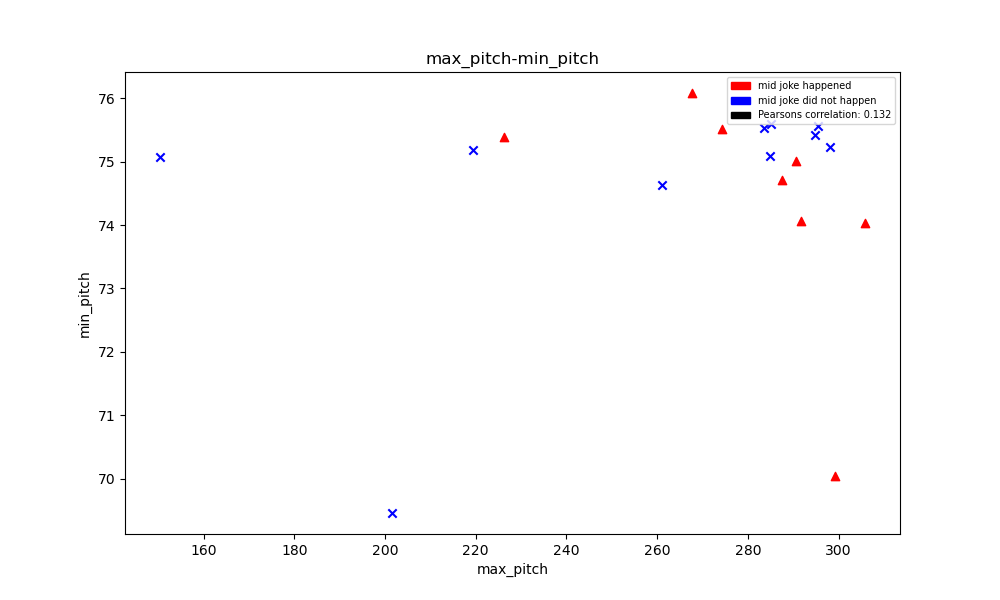 max_pitch-min_pitch
mid joke happened
mid joke did not happen
Pearsons correlation: 0.132
76
75
74
73
72
71
70
min_pitch
160 180 200 220 240 260 280 300
max_pitch